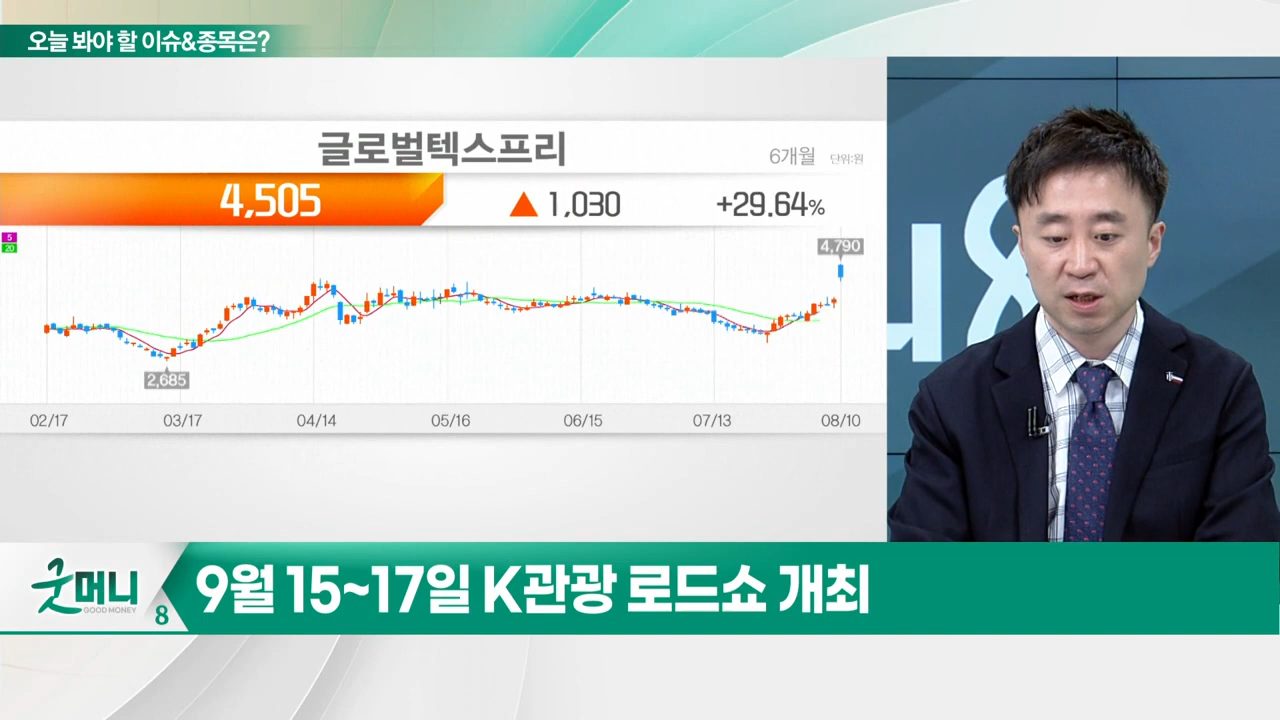 오늘 봐야 할 이슈&종목은?
글로벌텍스프리
6개월 단위:원
4,505 ▲ 1,030 +29.64%
5
20
4,790
2,685
02/17 03/17 04/14 05/16 06/15 07/13 08/10
굿머니
GOOD MONEY
8
9월 15~17일 K관광 로드쇼 개최